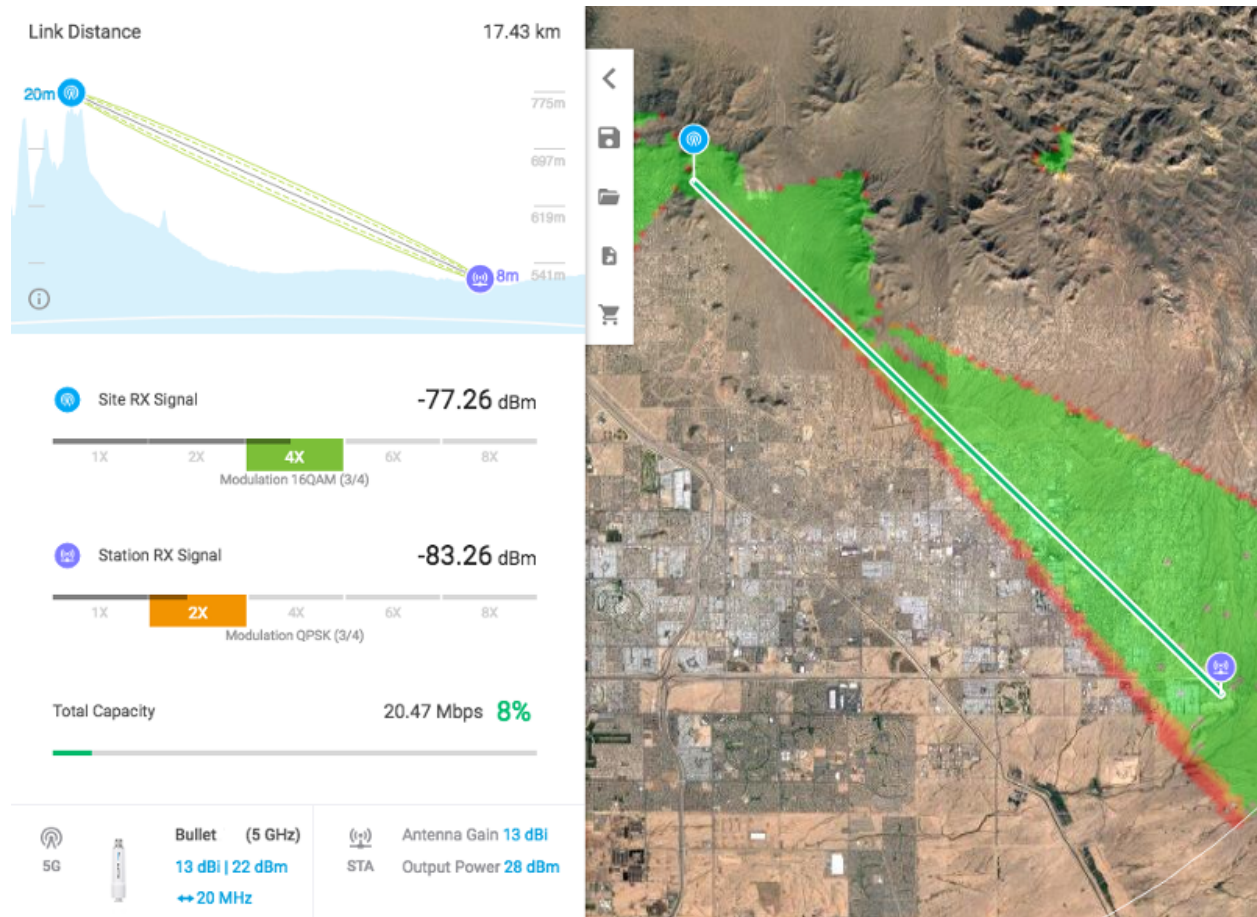 Link Distance 17.43 km
20m
775m
697m
619m
8m 541m
Site RX Signal -77.26 dBm
1X 2X 4X 6X 8X
Modulation 16QAM (3/4)
Station RX Signal -83.26 dBm
1X 2X 4X 6X 8X
Modulation QPSK (3/4)
Total Capacity 20.47 Mbps 8%
5G
Bullet (5 GHz)
13 dBi | 22 dBm
↔ 20 MHz
STA
Antenna Gain 13 dBi
Output Power 28 dBm